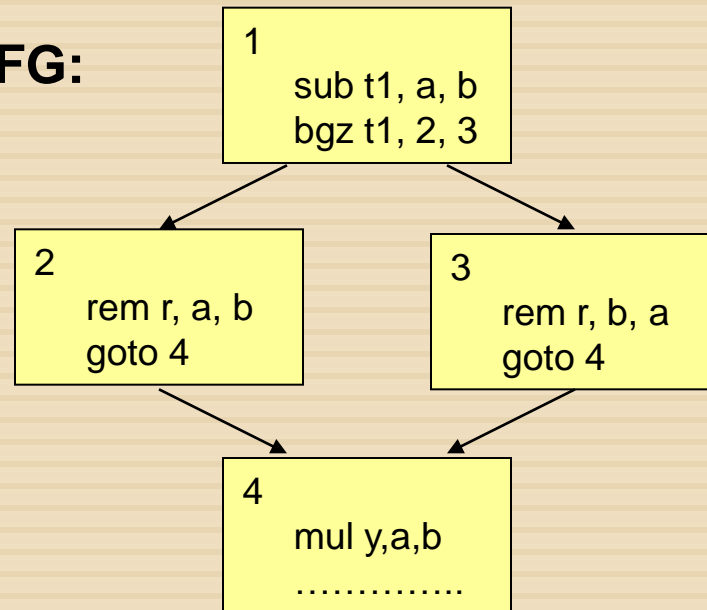 FG:
1
sub t1, a, b
bgz t1, 2, 3
2
rem r, a, b
goto 4
3
rem r, b, a
goto 4
4
mul y,a,b
…………..